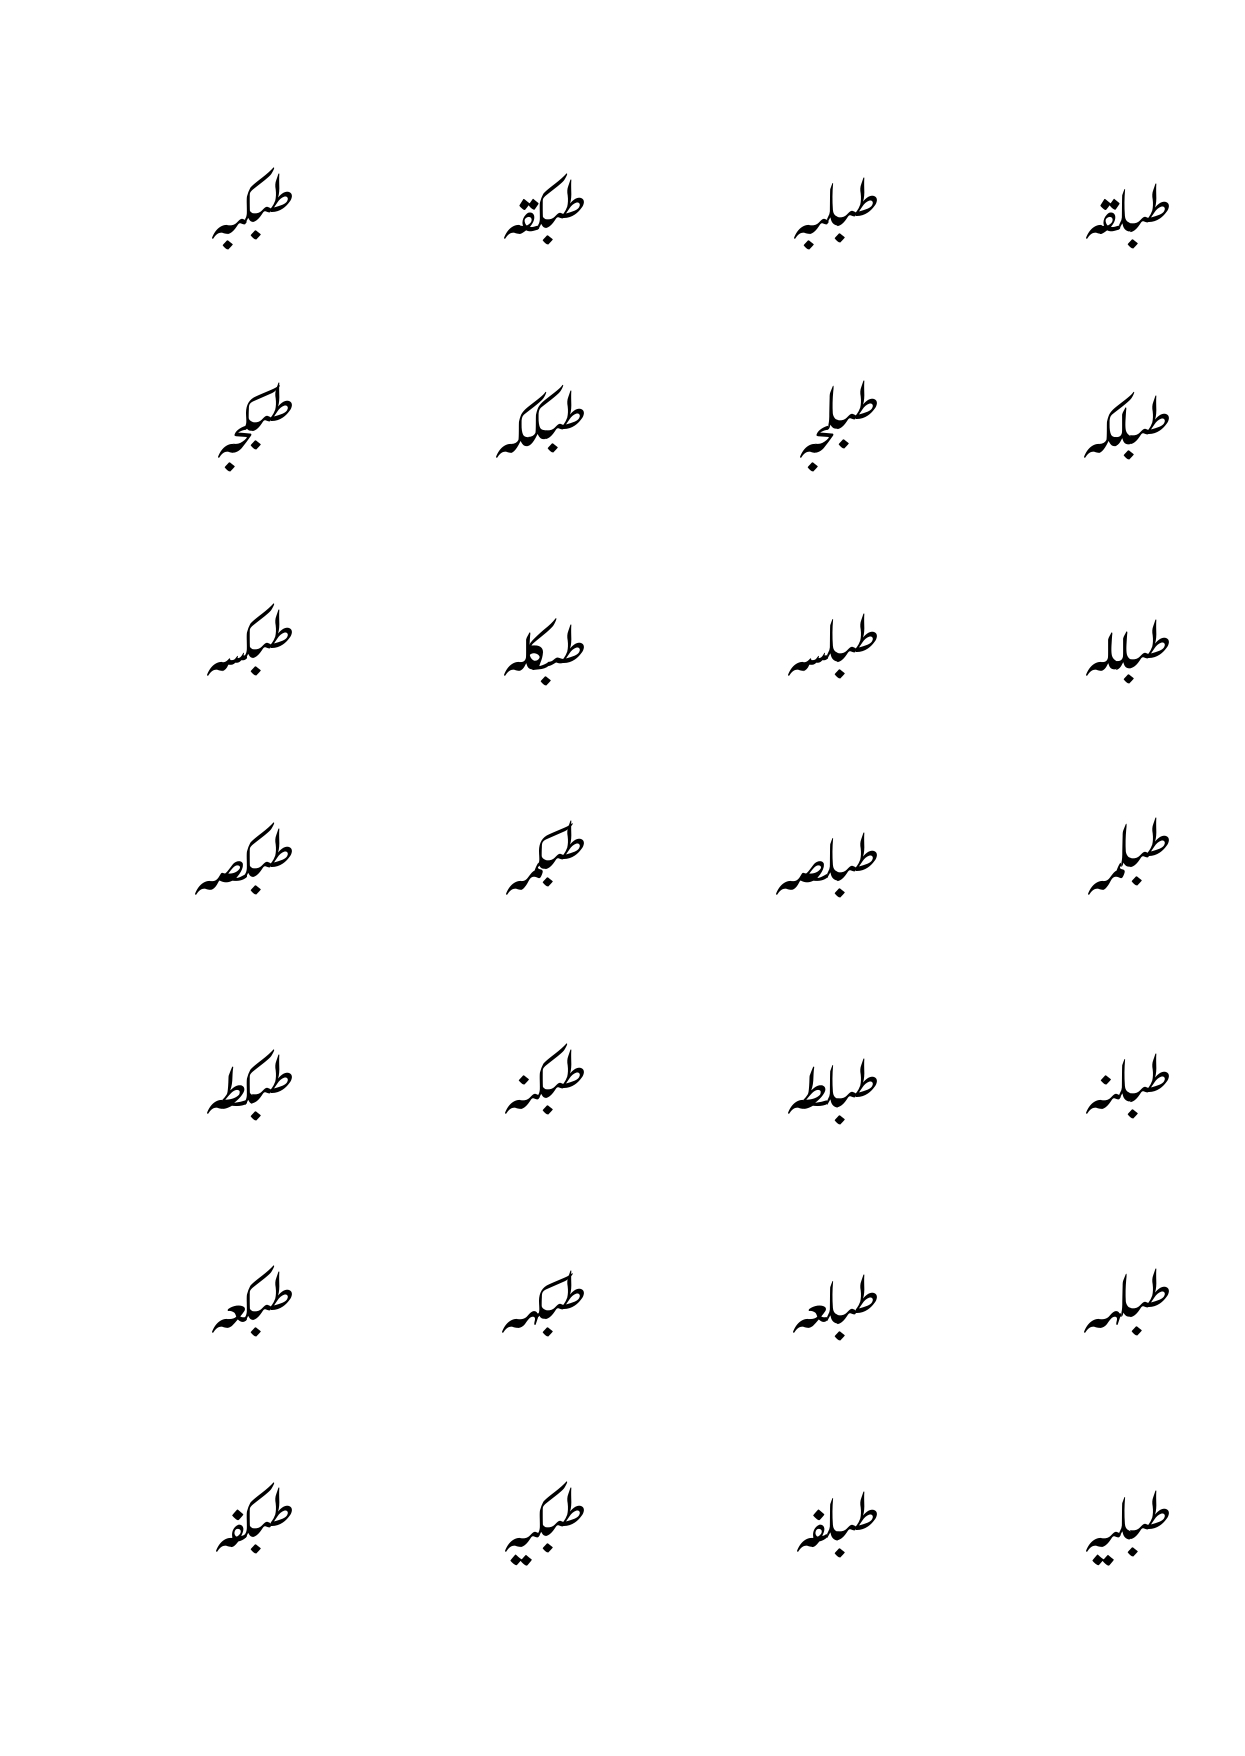 طبلقہ طبلبہ طبکقہ طبکبہ
طبلکہ طبلجہ طبککہ طبکجہ
طبللہ طبلسہ طبکلہ طبکسہ
طبلمہ طبلصہ طبکمہ طبکصہ
طبلنہ طبلطہ طبکنہ طبکطہ
طبلہہ طبلعہ طبکہہ طبکعہ
طبلیہ طبلفہ طبکیہ طبکفہ